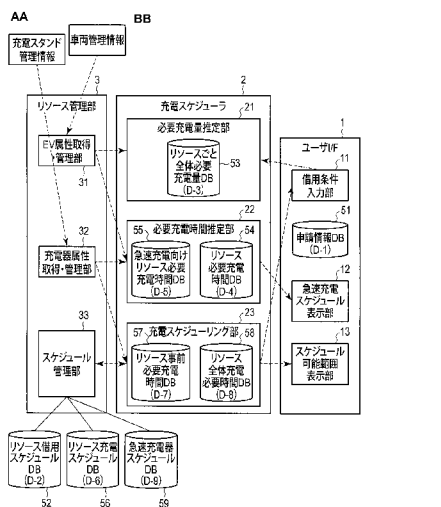 AA
BB
充電スタンド
管理情報
車両管理情報
3
リソース管理部
EV属性取得
・管理部
31
32
充電器属性
取得・管理部
33
スケジュール
管理部
2
充電スケジューラ
21
必要充電量推定部
リソースごと
全体必要
充電量DB
(D-3)
53
22
必要充電時間推定部
55
急速充電向け
リソース必要
充電時間DB
(D-5)
54
リソース
必要充電
時間DB
(D-4)
23
充電スケジューリング部
57
リソース事前
必要充電
時間DB
(D-7)
58
リソース
全体充電
必要時間DB
(D-8)
1
ユーザI/F
11
借用条件
入力部
51
申請情報DB
(D-1)
12
急速充電
スケジュール
表示部
13
スケジュール
可能範囲
表示部
リソース借用
スケジュール
DB
(D-2)
52
リソース充電
スケジュール
DB
(D-6)
56
急速充電器
スケジュール
DB
(D-9)
59